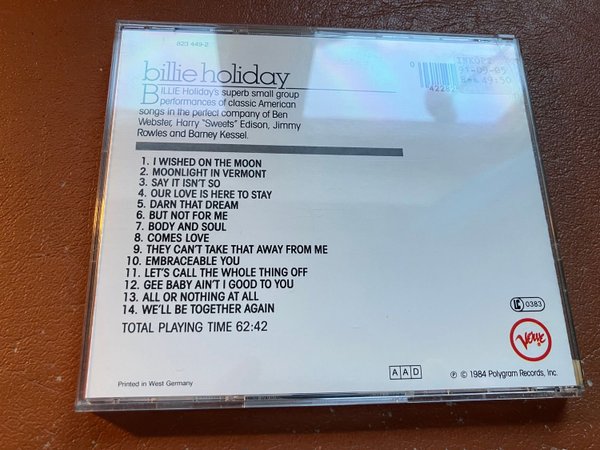 823 449-2
billie holiday
BILLIE Holiday's superb small group
performances of classic American
songs in the perfect company of Ben
Webster, Harry "Sweets" Edison, Jimmy
Rowles and Barney Kessel.
1. I WISHED ON THE MOON
2. MOONLIGHT IN VERMONT
3. SAY IT ISN'T SO
4. OUR LOVE IS HERE TO STAY
5. DARN THAT DREAM
6. BUT NOT FOR ME
7. BODY AND SOUL
8. COMES LOVE
9. THEY CAN'T TAKE THAT AWAY FROM ME
10. EMBRACEABLE YOU
11. LET'S CALL THE WHOLE THING OFF
12. GEE BABY AIN'T I GOOD TO YOU
13. ALL OR NOTHING AT ALL
14. WE'LL BE TOGETHER AGAIN
TOTAL PLAYING TIME 62:42
0
LC 0383
Verve
AAD
Printed in West Germany
℗ © 1984 Polygram Records, Inc.